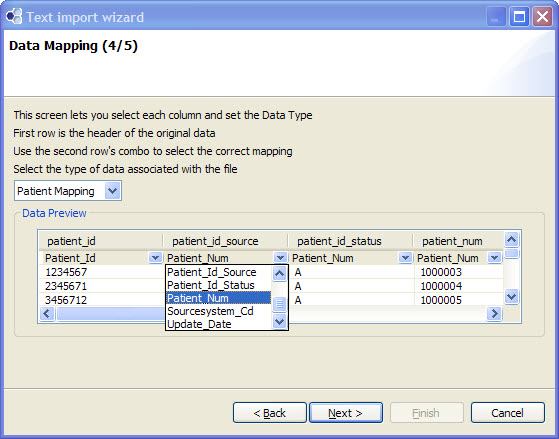 Text import wizard
Data Mapping (4/5)
This screen lets you select each column and set the Data Type
First row is the header of the original data
Use the second row's combo to select the correct mapping
Select the type of data associated with the file
Patient Mapping
Data Preview
patient_id patient_id_source patient_id_status patient_num
Patient_Id Patient_Num Patient_Num Patient_Num
1234567 Patient_Id_Source A 1000003
2345671 Patient_Id_Status A 1000004
3456712 Patient_Num A 1000005
Sourcesystem_Cd
Update_Date
< Back Next > Finish Cancel